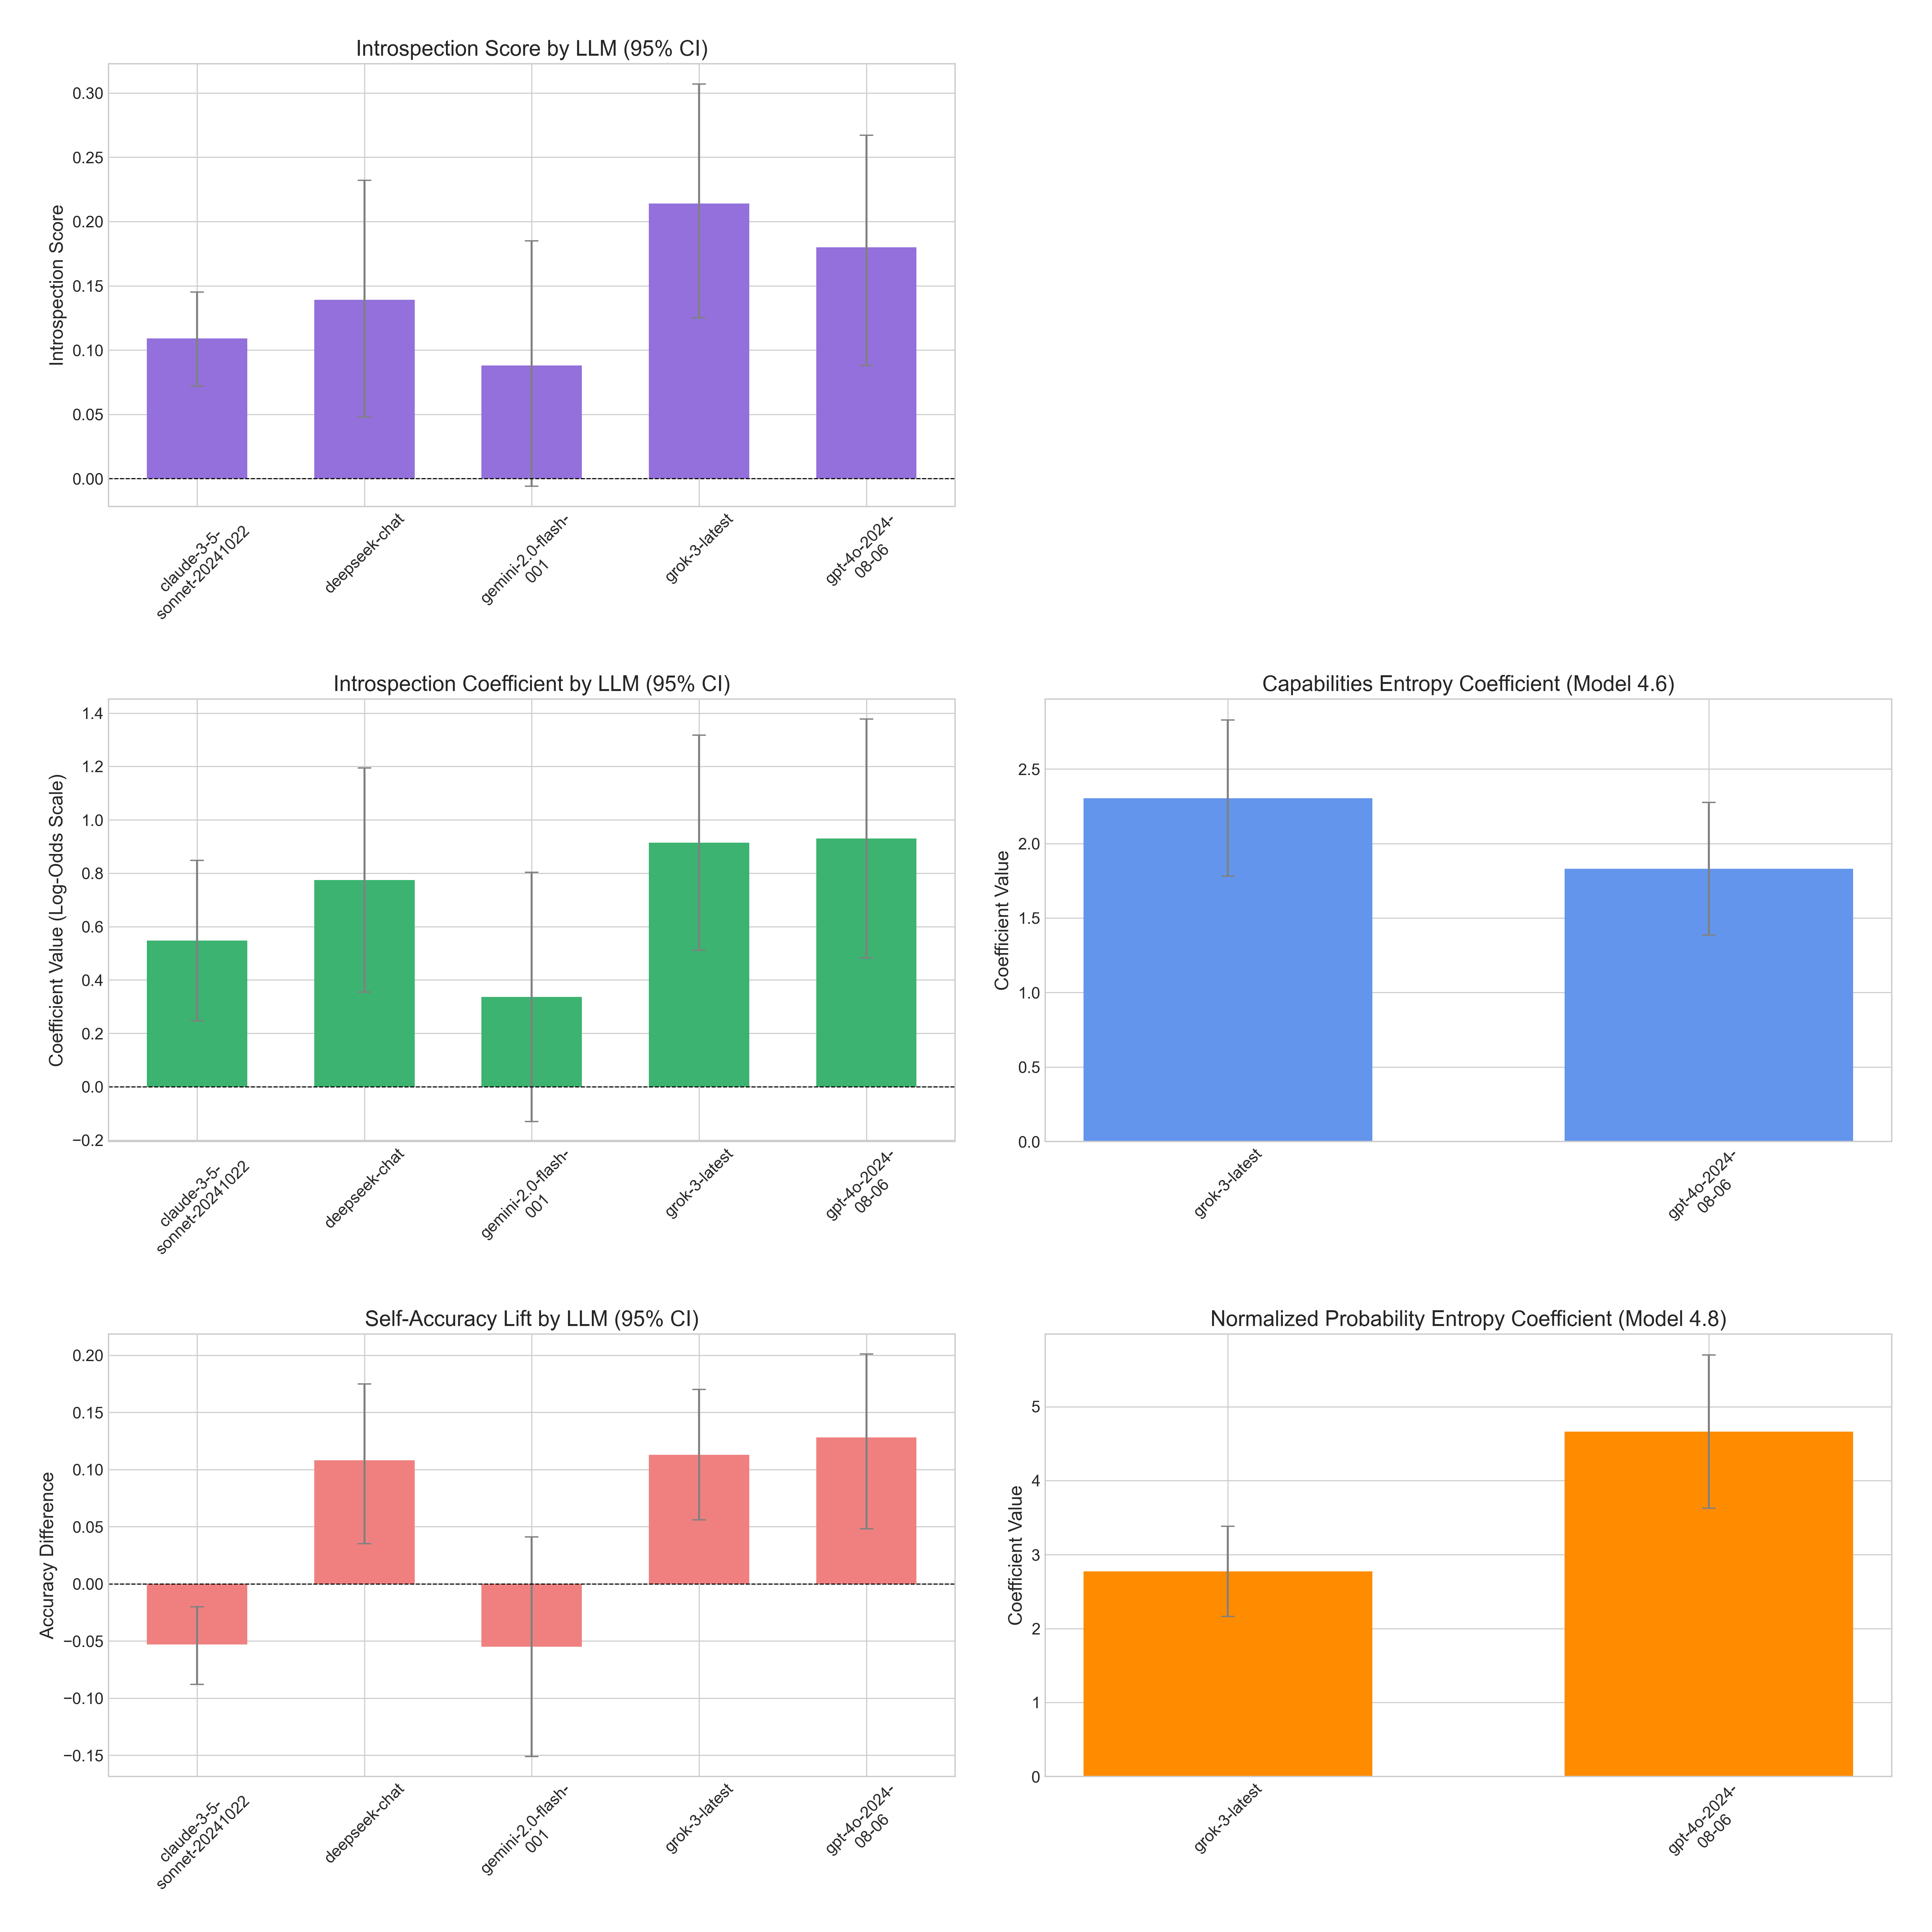 Introspection Score by LLM (95% CI)
Introspection Score
0.30
0.25
0.20
0.15
0.10
0.05
0.00
claude-3-5-
sonnet-20241022
deepseek-chat
gemini-2.0-flash-
001
grok-3-latest
gpt-4o-2024-
08-06
Introspection Coefficient by LLM (95% CI)
Coefficient Value (Log-Odds Scale)
1.4
1.2
1.0
0.8
0.6
0.4
0.2
0.0
−0.2
claude-3-5-
sonnet-20241022
deepseek-chat
gemini-2.0-flash-
001
grok-3-latest
gpt-4o-2024-
08-06
Capabilities Entropy Coefficient (Model 4.6)
Coefficient Value
2.5
2.0
1.5
1.0
0.5
0.0
grok-3-latest
gpt-4o-2024-
08-06
Self-Accuracy Lift by LLM (95% CI)
Accuracy Difference
0.20
0.15
0.10
0.05
0.00
−0.05
−0.10
−0.15
claude-3-5-
sonnet-20241022
deepseek-chat
gemini-2.0-flash-
001
grok-3-latest
gpt-4o-2024-
08-06
Normalized Probability Entropy Coefficient (Model 4.8)
Coefficient Value
5
4
3
2
1
0
grok-3-latest
gpt-4o-2024-
08-06